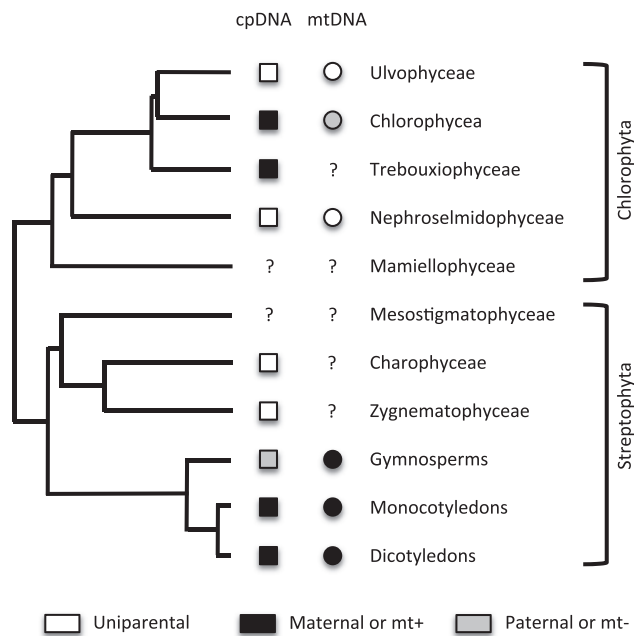 cpDNA mtDNA
Ulvophyceae
Chlorophycea
? Trebouxiophyceae
Nephroselmidophyceae
? ? Mamiellophyceae
Chlorophyta
? ? Mesostigmatophyceae
? Charophyceae
? Zygnematophyceae
Gymnosperms
Monocotyledons
Dicotyledons
Streptophyta
Uniparental Maternal or mt+ Paternal or mt-